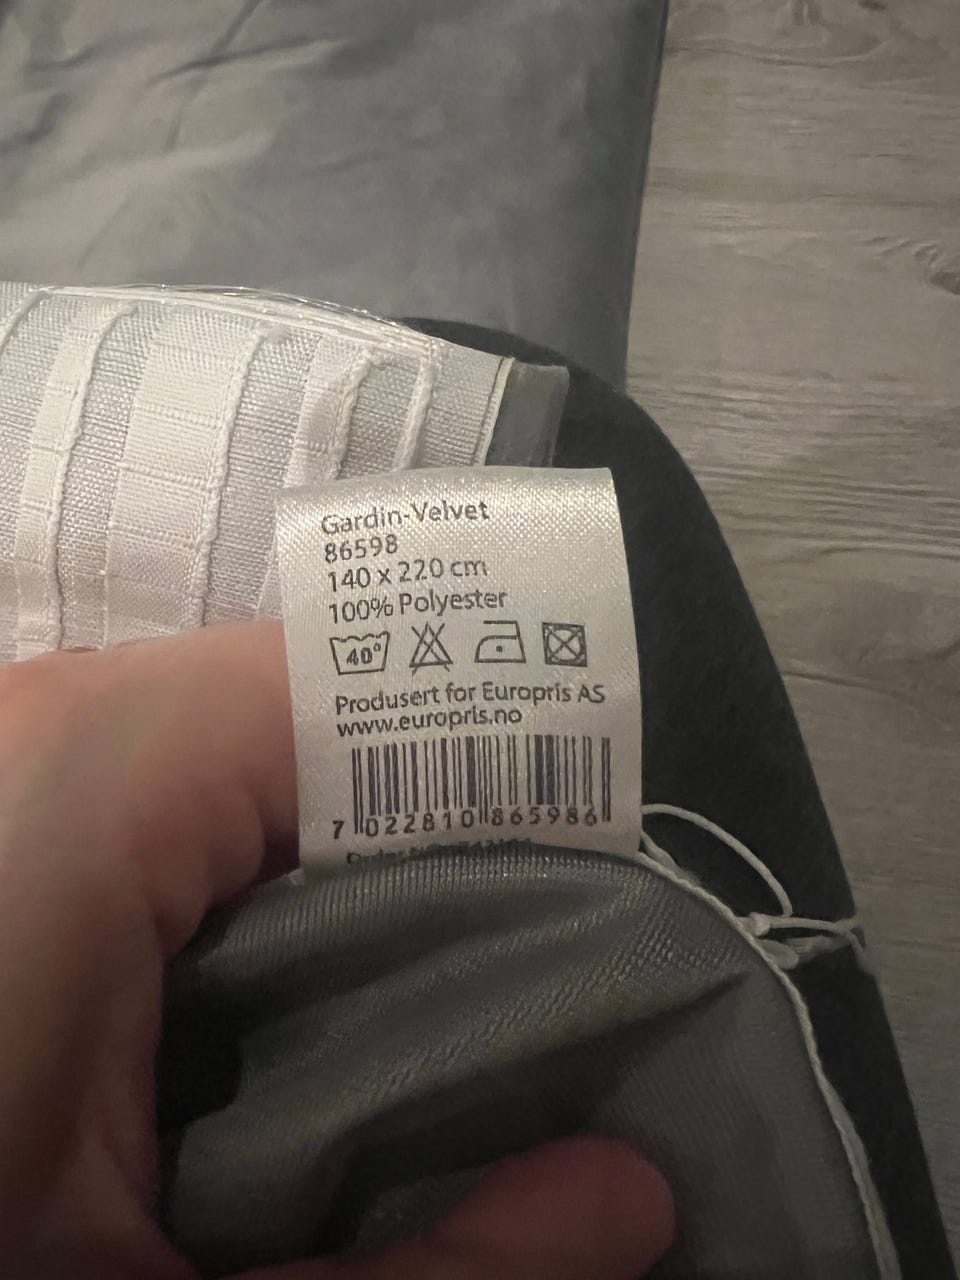 Gardin-Velvet
86598
140 x 220 cm
100% Polyester
40°
Produsert for Europris AS
www.europris.no
7 022810 865986